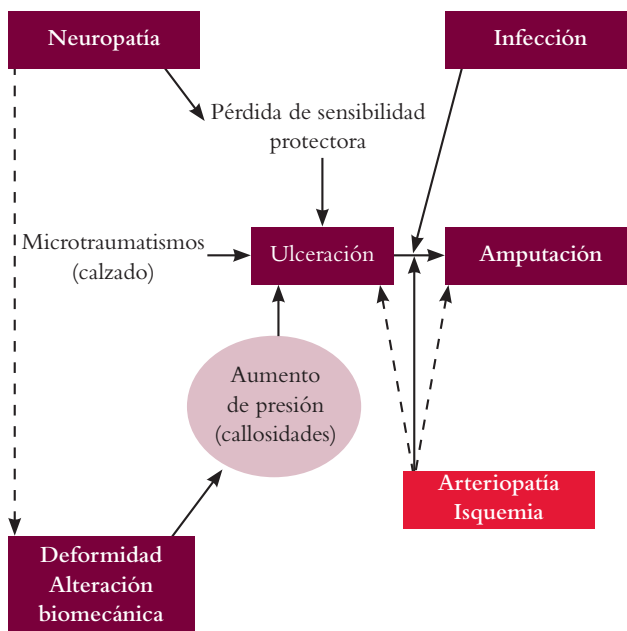 Neuropatía
Infección
Pérdida de sensibilidad
protectora
Microtraumatismos
(calzado)
Ulceración
Amputación
Aumento
de presión
(callosidades)
Arteriopatía
Isquemia
Deformidad
Alteración
biomecánica